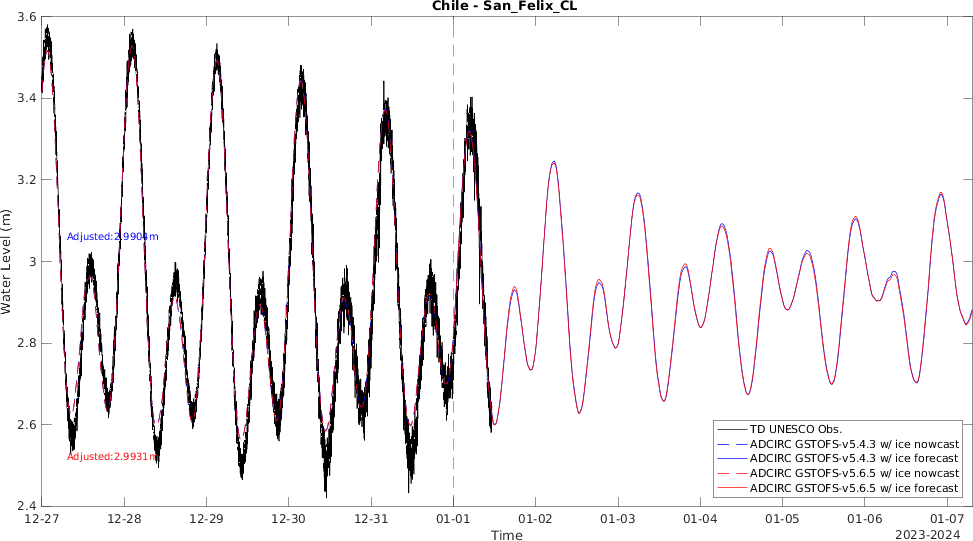 Chile - San_Felix_CL
3.6
3.4
3.2
3
2.8
2.6
2.4
Water Level (m)
Adjusted:2.9904m
Adjusted:2.9931m
TD UNESCO Obs.
ADCIRC GSTOFS-v5.4.3 w/ ice nowcast
ADCIRC GSTOFS-v5.4.3 w/ ice forecast
ADCIRC GSTOFS-v5.6.5 w/ ice nowcast
ADCIRC GSTOFS-v5.6.5 w/ ice forecast
12-27 12-28 12-29 12-30 12-31 01-01 01-02 01-03 01-04 01-05 01-06 01-07
Time
2023-2024